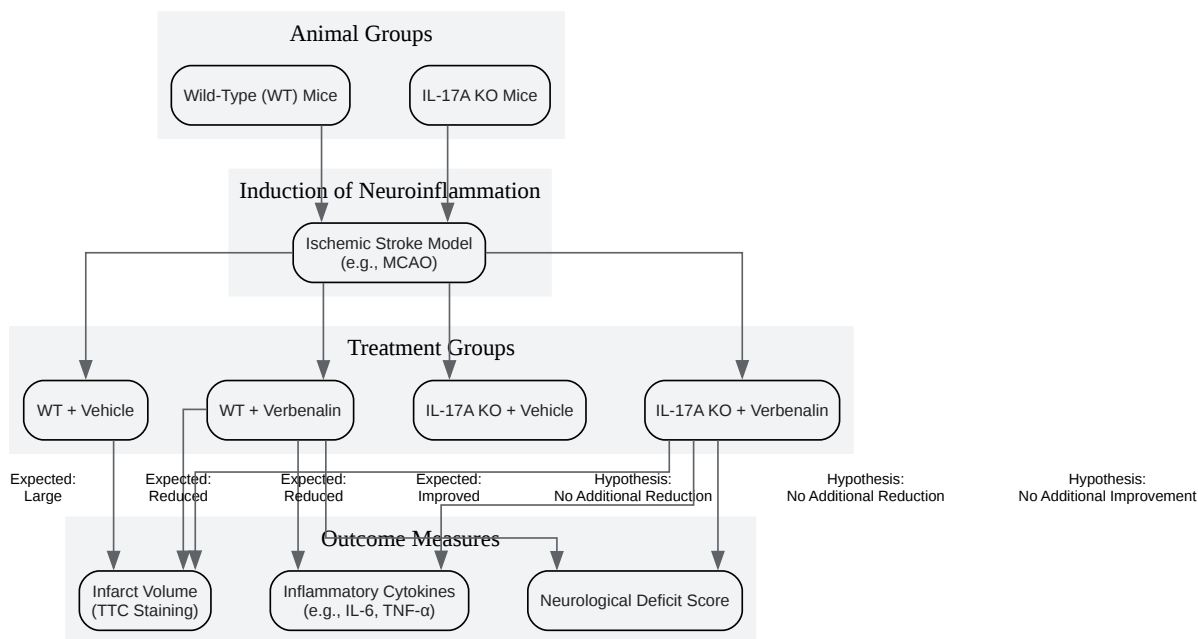 Animal Groups
Wild-Type (WT) Mice
IL-17A KO Mice
Induction of Neuroinflammation
Ischemic Stroke Model
(e.g., MCAO)
Treatment Groups
WT + Vehicle
WT + Verbenalin
IL-17A KO + Vehicle
IL-17A KO + Verbenalin
Expected:
Large
Expected:
Reduced
Expected:
Reduced
Expected:
Improved
Hypothesis:
No Additional Reduction
Hypothesis:
No Additional Reduction
Hypothesis:
No Additional Improvement
Outcome Measures
Infarct Volume
(TTC Staining)
Inflammatory Cytokines
(e.g., IL-6, TNF-α)
Neurological Deficit Score